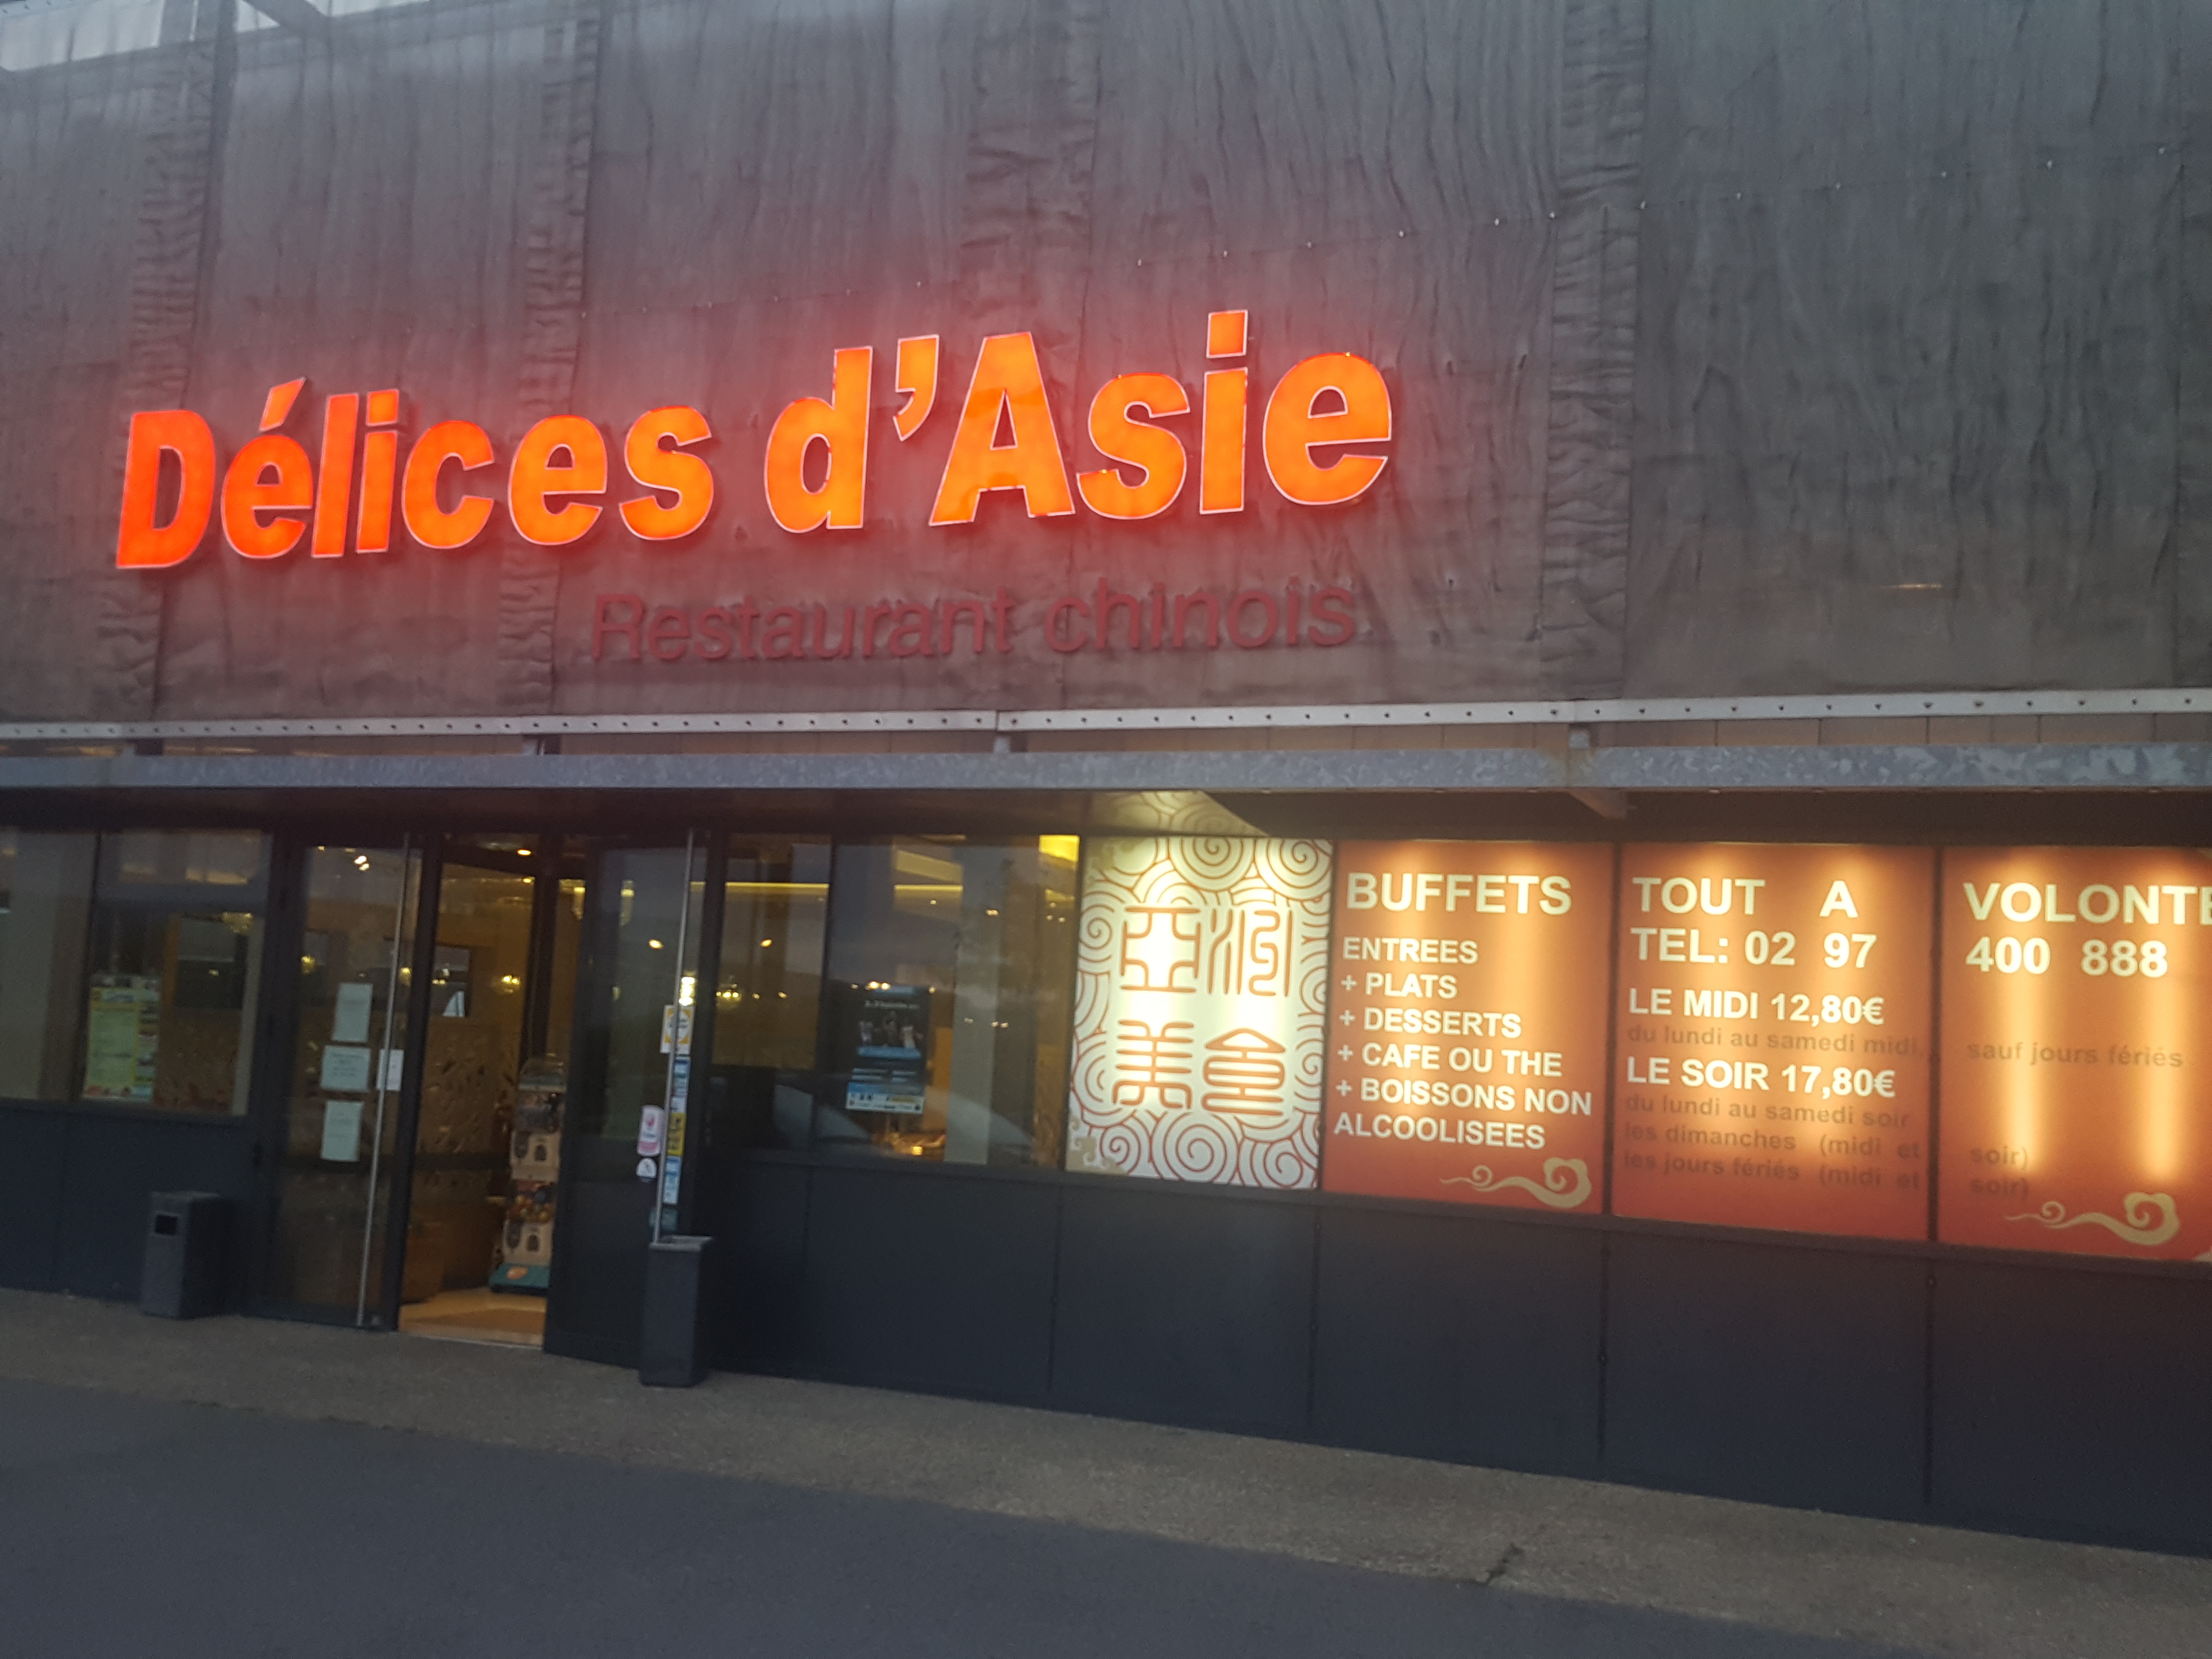 Délices d'Asie
Restaurant chinois
亞洲
美食
BUFFETS TOUT A VOLONTE
TEL: 02 97 400 888
ENTREES
+ PLATS
+ DESSERTS
+ CAFE OU THE
+ BOISSONS NON
ALCOOLISEES
LE MIDI 12,80€
du lundi au samedi midi, sauf jours fériés
LE SOIR 17,80€
du lundi au samedi soir
les dimanches (midi et soir)
les jours fériés (midi et soir)